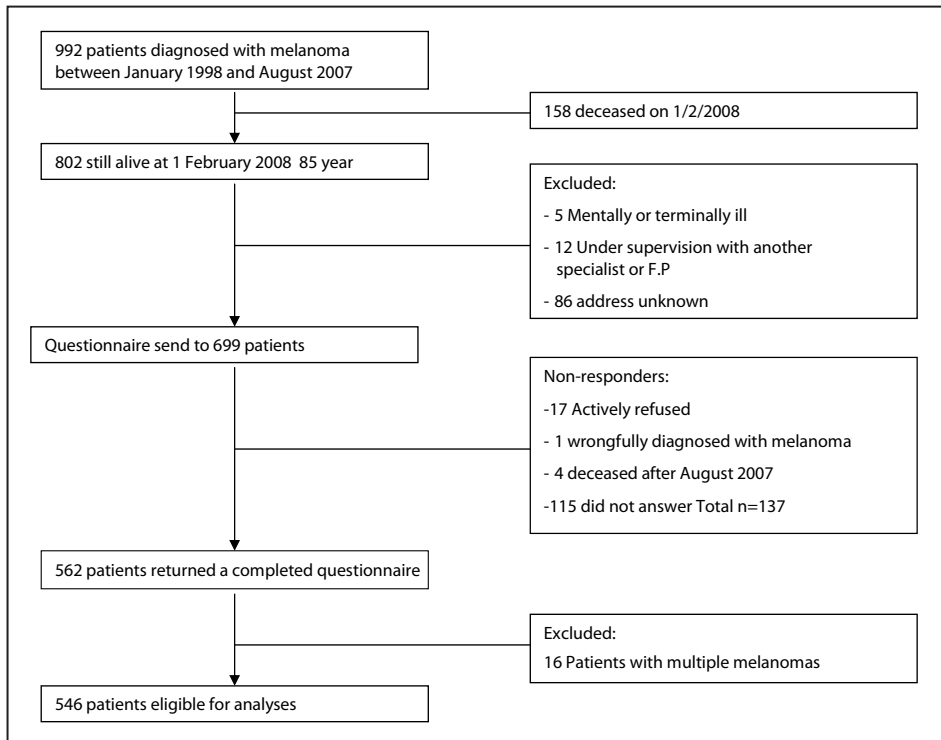 992 patients diagnosed with melanoma
between January 1998 and August 2007
158 deceased on 1/2/2008
802 still alive at 1 February 2008 85 year
Excluded:
- 5 Mentally or terminally ill
- 12 Under supervision with another
specialist or F.P
- 86 address unknown
Questionnaire send to 699 patients
Non-responders:
-17 Actively refused
- 1 wrongfully diagnosed with melanoma
- 4 deceased after August 2007
-115 did not answer Total n=137
562 patients returned a completed questionnaire
Excluded:
16 Patients with multiple melanomas
546 patients eligible for analyses